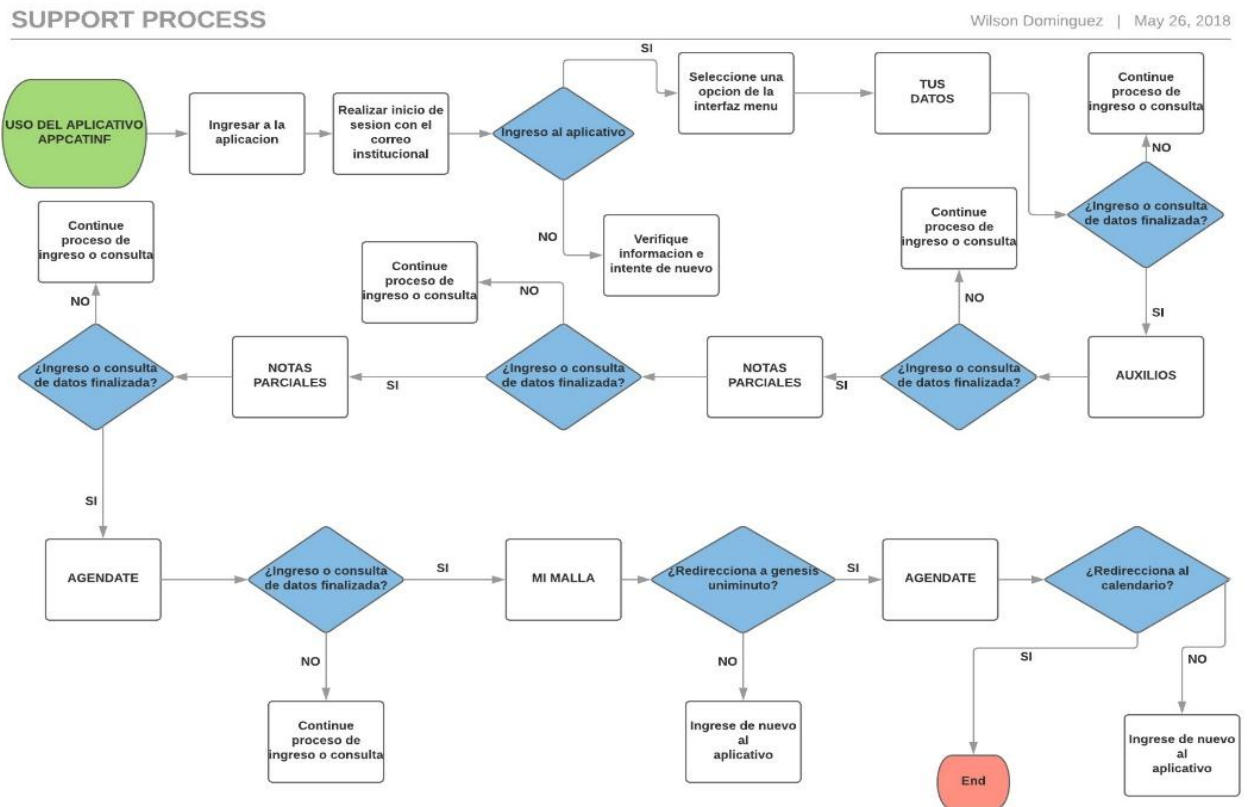 SUPPORT PROCESS
Wilson Dominguez | May 26, 2018
USO DEL APLICATIVO
APPCATINF
Ingresar a la
aplicacion
Realizar inicio de
sesion con el
correo
institucional
Ingreso al aplicativo
SI
Seleccione una
opcion de la
interfaz menu
TUS
DATOS
Continue
proceso de
ingreso o consulta
NO
¿Ingreso o consulta
de datos finalizada?
SI
NO
Verifique
informacion e
intente de nuevo
AUXILIOS
¿Ingreso o consulta
de datos finalizada?
NO
Continue
proceso de
ingreso o consulta
SI
NOTAS
PARCIALES
¿Ingreso o consulta
de datos finalizada?
NO
Continue
proceso de
ingreso o consulta
SI
NOTAS
PARCIALES
¿Ingreso o consulta
de datos finalizada?
NO
Continue
proceso de
ingreso o consulta
SI
AGENDATE
¿Ingreso o consulta
de datos finalizada?
NO
Continue
proceso de
ingreso o consulta
SI
MI MALLA
¿Redirecciona a genesis
uniminuto?
NO
Ingrese de nuevo
al
aplicativo
SI
AGENDATE
¿Redirecciona al
calendario?
SI
End
NO
Ingrese de nuevo
al
aplicativo